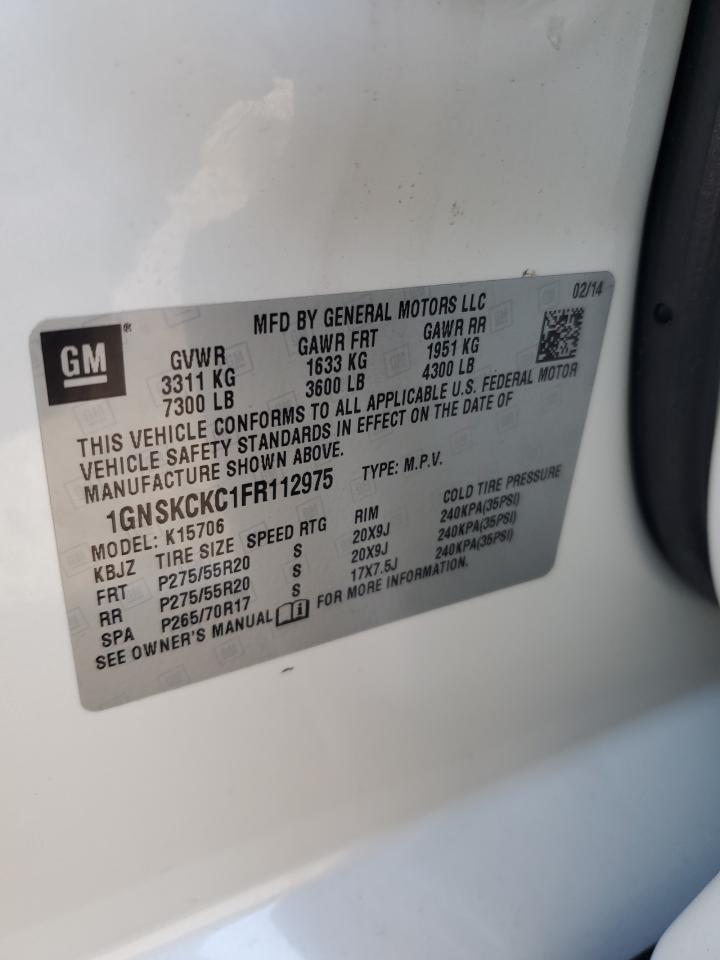 GM®
MFD BY GENERAL MOTORS LLC 02/14
GVWR GAWR FRT GAWR RR
3311 KG 1633 KG 1951 KG
7300 LB 3600 LB 4300 LB
THIS VEHICLE CONFORMS TO ALL APPLICABLE U.S. FEDERAL MOTOR
VEHICLE SAFETY STANDARDS IN EFFECT ON THE DATE OF
MANUFACTURE SHOWN ABOVE.
1GNSKCKC1FR112975 TYPE: M.P.V.
MODEL: K15706
KBJZ TIRE SIZE SPEED RTG RIM COLD TIRE PRESSURE
FRT P275/55R20 S 20X9J 240KPA(35PSI)
RR P275/55R20 S 20X9J 240KPA(35PSI)
SPA P265/70R17 S 17X7.5J 240KPA(35PSI)
SEE OWNER'S MANUAL i FOR MORE INFORMATION.